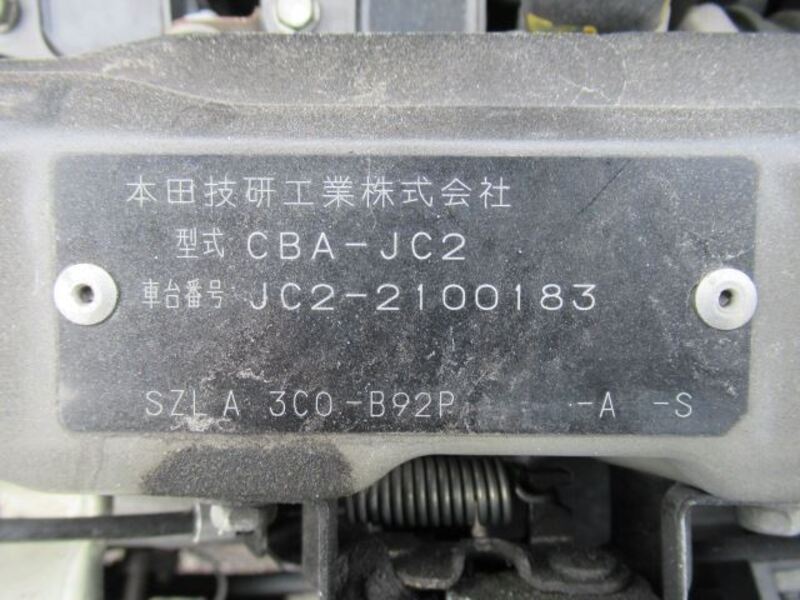 本田技研工業株式会社
型式 CBA-JC2
車台番号 JC2-2100183
SZLA 3C0-B92P -A -S